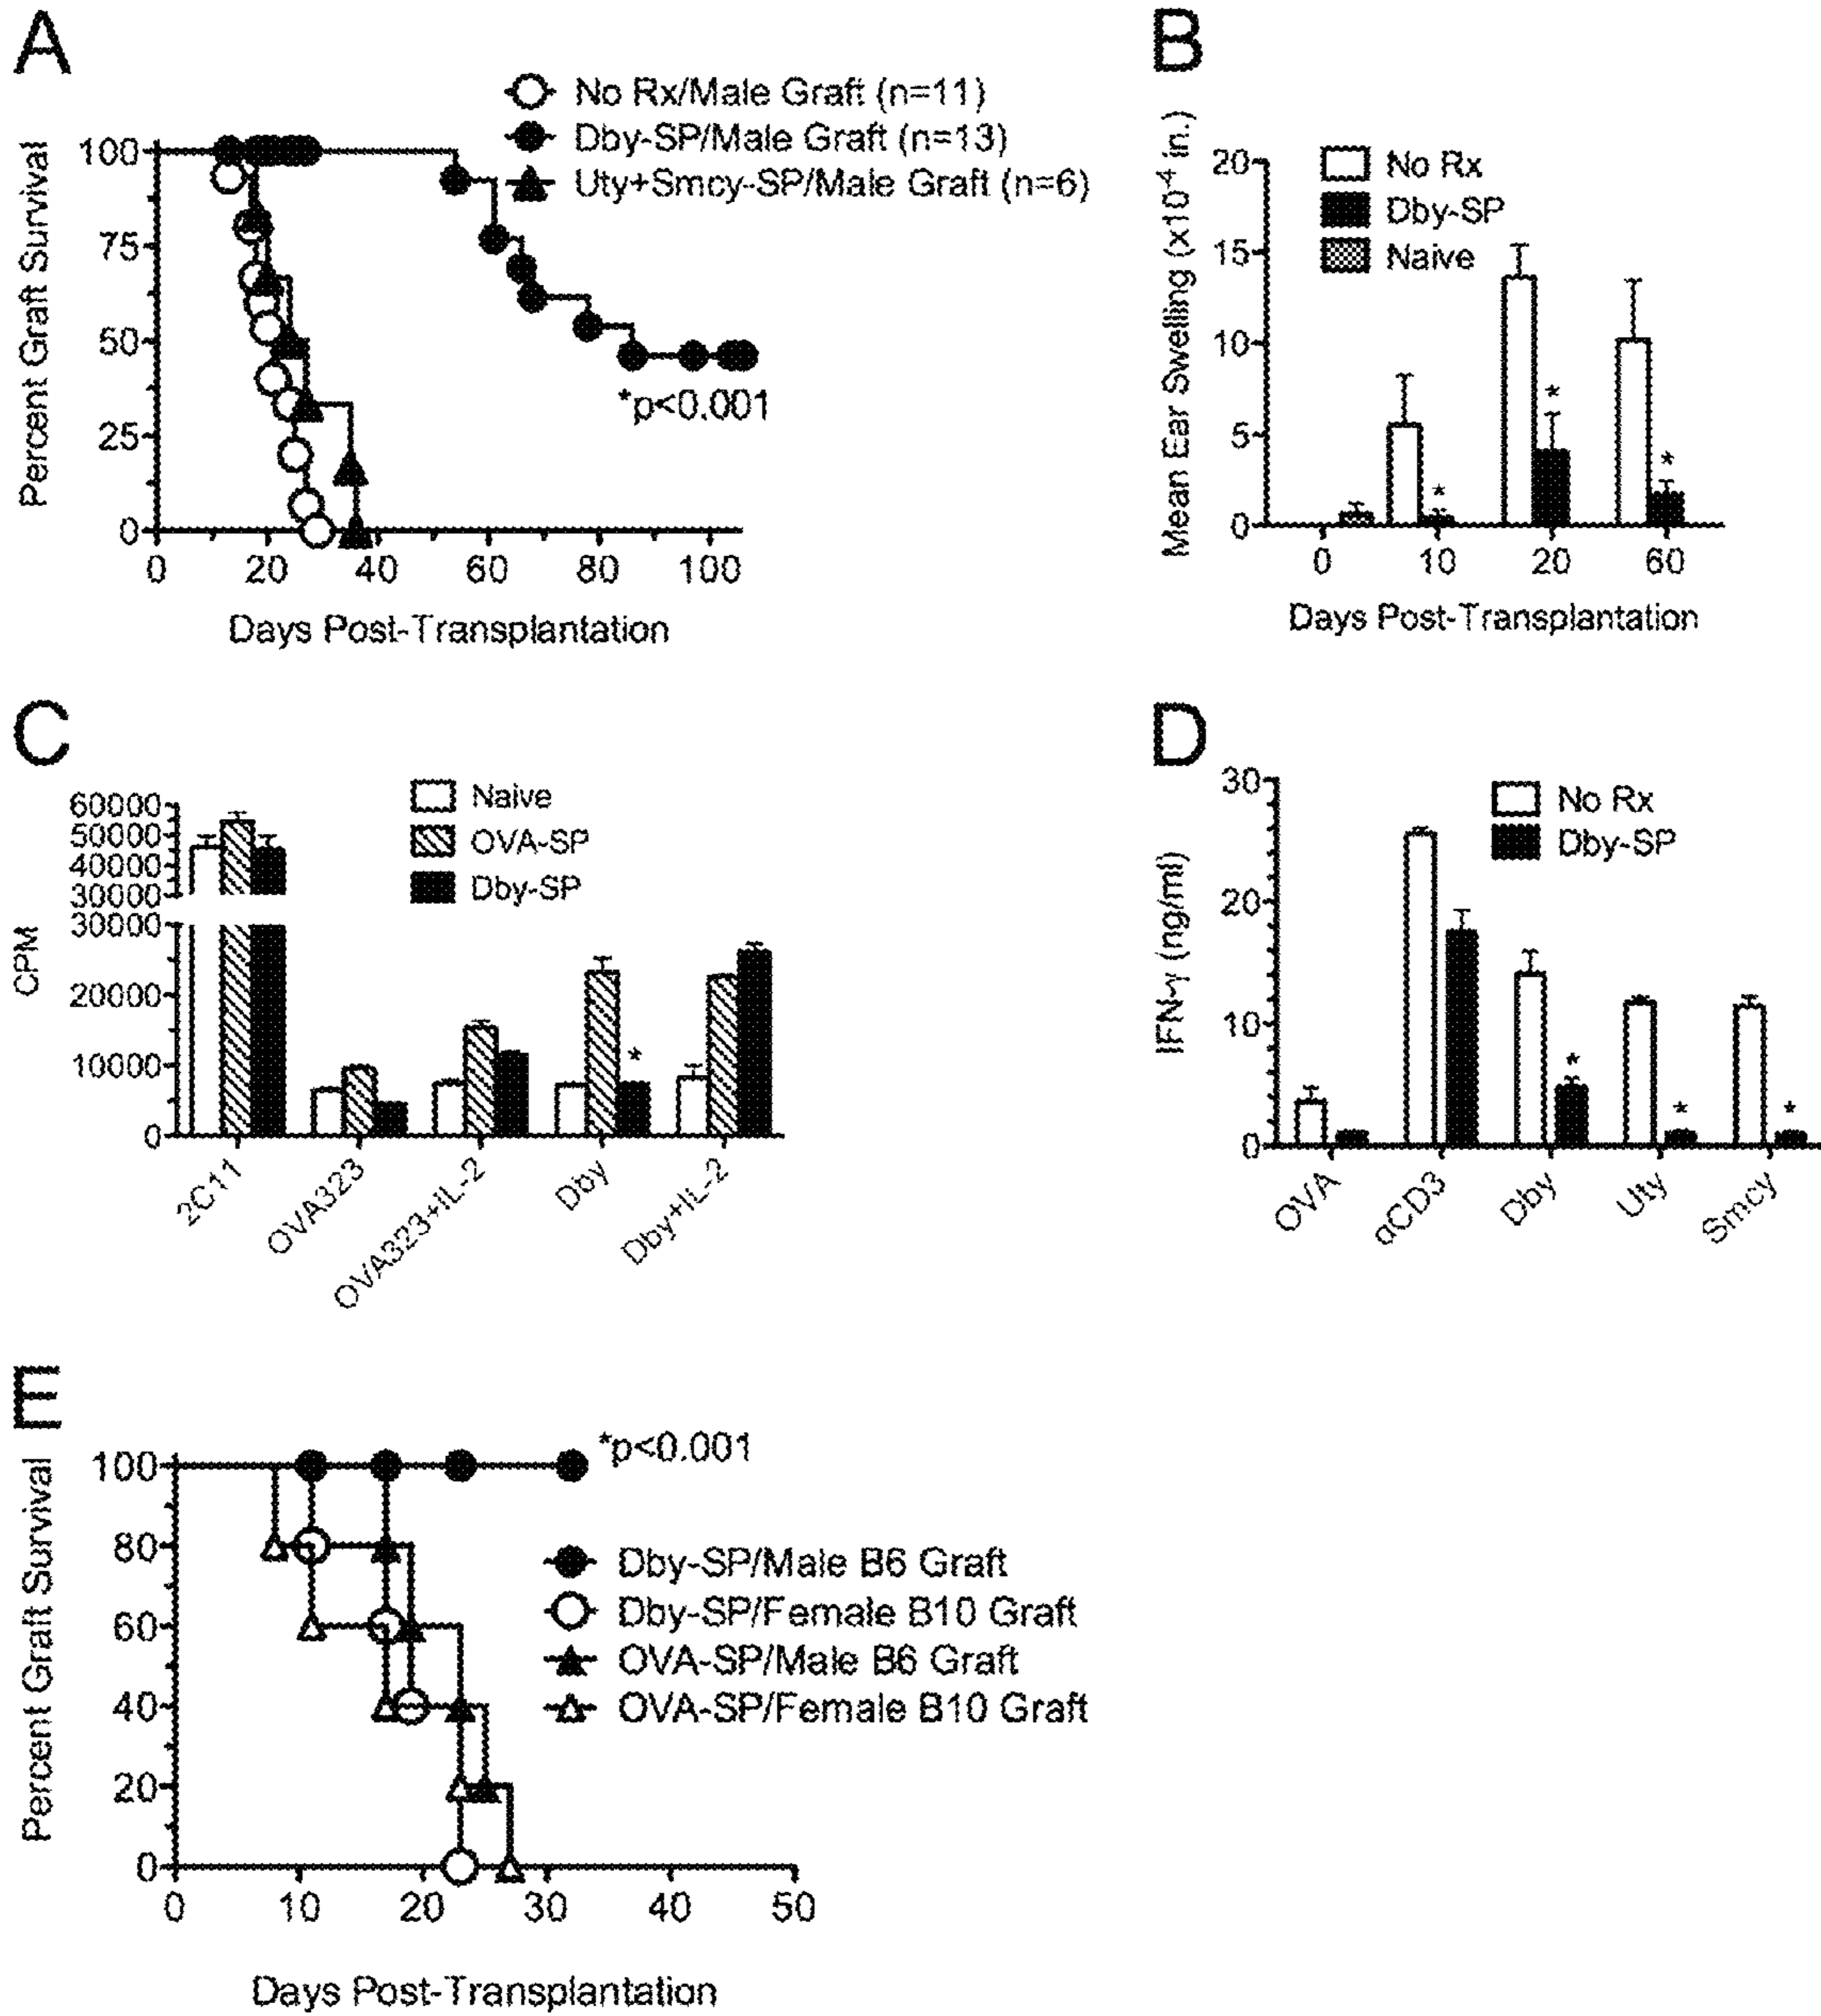 A
No Rx/Male Graft (n=11)
Dby-SP/Male Graft (n=13)
Uty+Smcy-SP/Male Graft (n=6)
Percent Graft Survival
100
75
50
25
0
*p<0.001
0 20 40 60 80 100
Days Post-Transplantation
B
Mean Ear Swelling (x10⁻⁴ in.)
20
15
10
5
0
No Rx
Dby-SP
Naive
* * *
0 10 20 60
Days Post-Transplantation
C
CPM
60000
50000
40000
30000
30000
20000
10000
0
Naive
OVA-SP
Dby-SP
*
2C11
OVA323
OVA323+IL-2
Dby
Dby+IL-2
D
IFN-γ (ng/ml)
30
20
10
0
No Rx
Dby-SP
* * *
OVA
αCD3
Dby
Uty
Smcy
E
Percent Graft Survival
100
80
60
40
20
0
*p<0.001
Dby-SP/Male B6 Graft
Dby-SP/Female B10 Graft
OVA-SP/Male B6 Graft
OVA-SP/Female B10 Graft
0 10 20 30 40 50
Days Post-Transplantation